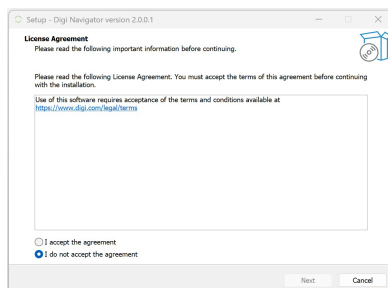 Setup - Digi Navigator version 2.0.0.1
License Agreement
Please read the following important information before continuing.
Please read the following License Agreement. You must accept the terms of this agreement before continuing
with the installation.
Use of this software requires acceptance of the terms and conditions available at
https://www.digi.com/legal/terms
I accept the agreement
I do not accept the agreement
Next
Cancel